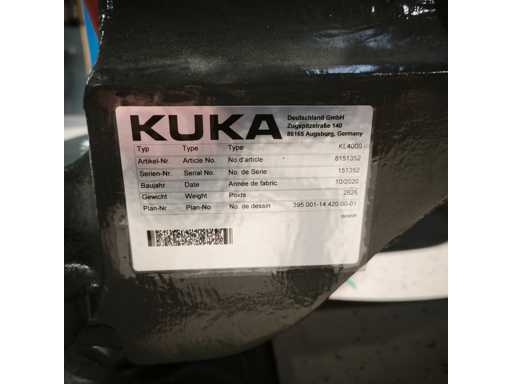 KUKA
Deutschland GmbH
Zugspitzstraße 140
86165 Augsburg, Germany
Typ Type Type KL4000
Artikel-Nr. Article No. No.d'article 8151352
Serien-Nr. Serial No. No. de Serie 151352
Baujahr Date Année de fabric. 10/2020
Gewicht Weight Poids 2826
Plan-Nr Plan-No No. de dessin 395.001-14.420.00-01